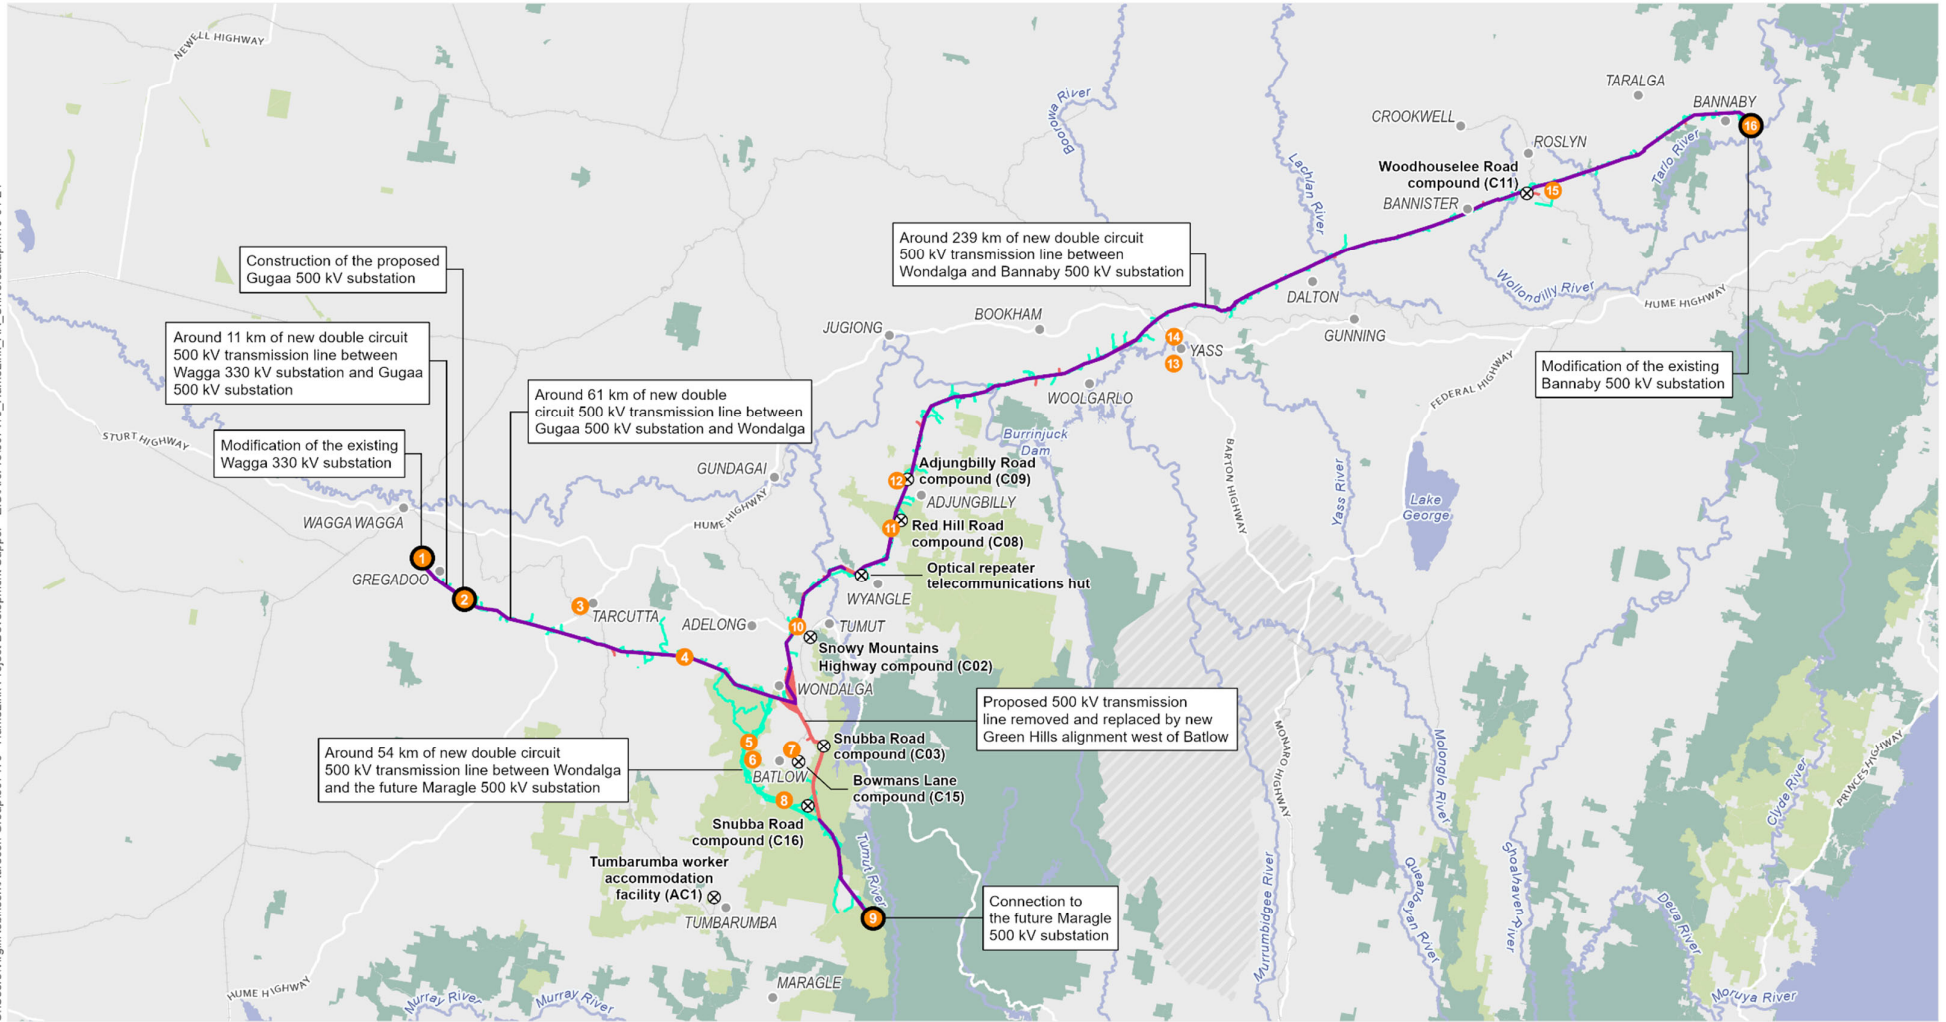 NEWELL HIGHWAY
Boorowa River
TARALGA
BANNABY
CROOKWELL
16
ROSLYN
Tarlo River
Lachlan River
Woodhouselee Road
compound (C11)
15
BANNISTER
Around 239 km of new double circuit
500 kV transmission line between
Wondalga and Bannaby 500 kV substation
Construction of the proposed
Gugaa 500 kV substation
Wollondilly River
HUME HIGHWAY
DALTON
Around 11 km of new double circuit
500 kV transmission line between
Wagga 330 kV substation and Gugaa
500 kV substation
JUGIONG
BOOKHAM
GUNNING
14
YASS
13
Modification of the existing
Bannaby 500 kV substation
FEDERAL HIGHWAY
Around 61 km of new double
circuit 500 kV transmission line between
Gugaa 500 kV substation and Wondalga
WOOLGARLO
STURT HIGHWAY
Modification of the existing
Wagga 330 kV substation
Burrinjuck
Dam
BARTON HIGHWAY
Yass River
GUNDAGAI
Adjungbilly Road
compound (C09)
12
ADJUNGBILLY
Lake
George
WAGGA WAGGA
HUME HIGHWAY
11
Red Hill Road
compound (C08)
1
GREGADOO
Optical repeater
telecommunications hut
2
WYANGLE
3
TARCUTTA
ADELONG
10
TUMUT
4
Snowy Mountains
Highway compound (C02)
WONDALGA
Proposed 500 kV transmission
line removed and replaced by new
Green Hills alignment west of Batlow
MONARO HIGHWAY
Molonglo River
Around 54 km of new double circuit
500 kV transmission line between Wondalga
and the future Maragle 500 kV substation
5
6
7
Snubba Road
compound (C03)
BATLOW
Bowmans Lane
compound (C15)
8
Snubba Road
compound (C16)
Clyde River
PRINCES HIGHWAY
Tumut River
Tumbarumba worker
accommodation
facility (AC1)
TUMBARUMBA
9
Connection to
the future Maragle
500 kV substation
Murrumbidgee River
Queanbeyan River
Shoalhaven River
Deua River
MARAGLE
HUME HIGHWAY
Murray River
Murray River
Moruya River